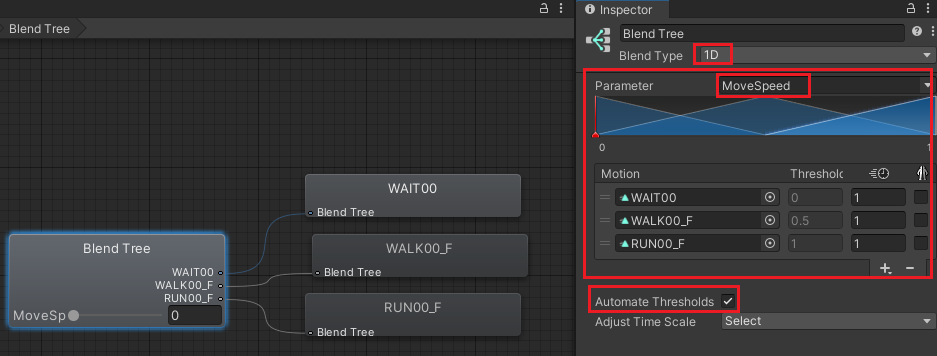 Blend Tree
WAIT00
Blend Tree
WALK00_F
Blend Tree
RUN00_F
Blend Tree
Blend Tree
WAIT00
WALK00_F
RUN00_F
MoveSp
0
Inspector
Blend Tree
Blend Type 1D
Parameter MoveSpeed
0 1
Motion Threshold
WAIT00 0 1
WALK00_F 0.5 1
RUN00_F 1 1
Automate Thresholds
Adjust Time Scale Select